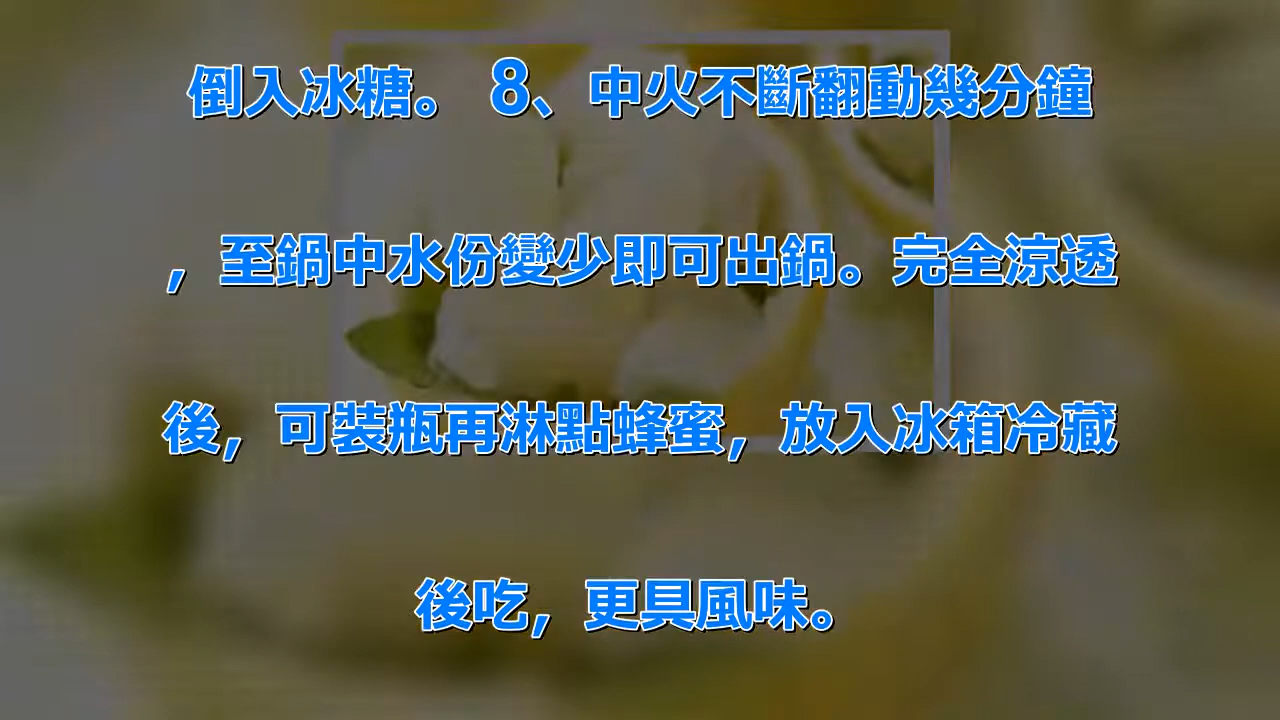 倒入冰糖。 8、中火不斷翻動幾分鐘
，至鍋中水份變少即可出鍋。完全涼透
後，可裝瓶再淋點蜂蜜，放入冰箱冷藏
後吃，更具風味。